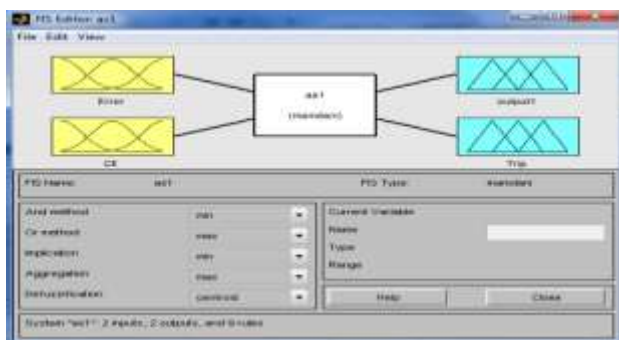 FIS Editor: as1
File Edit View
Error
CE
as1
(mamdani)
output1
Trip
FIS Name: as1 FIS Type: mamdani
And method min
Or method max
Implication min
Aggregation max
Defuzzification centroid
Current Variable
Name
Type
Range
Help Close
System "as1": 2 inputs, 2 outputs, and rules